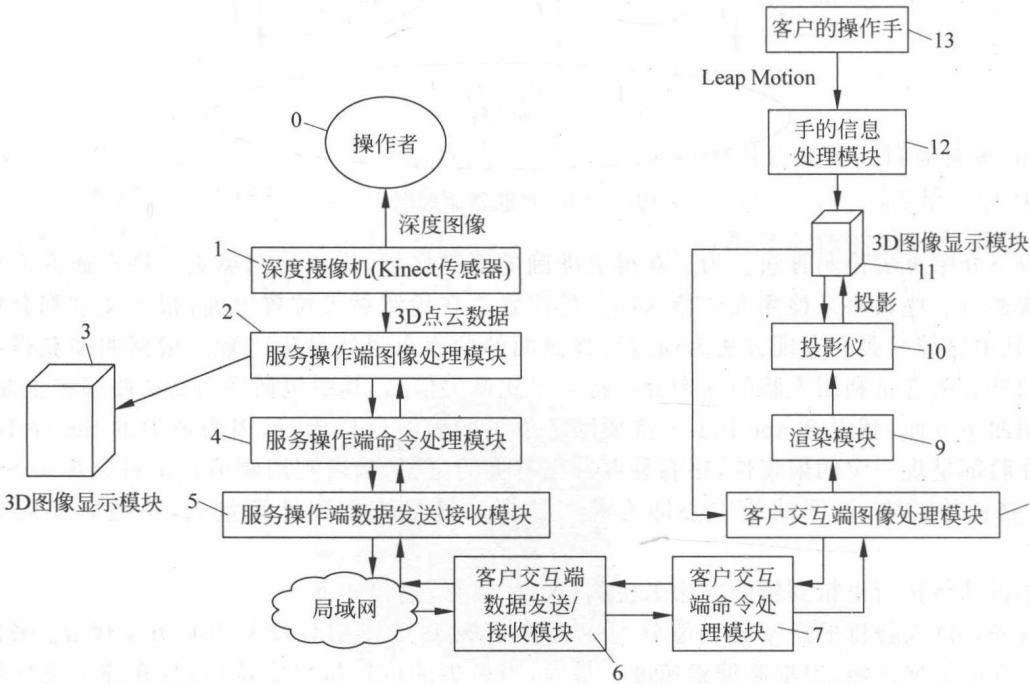 客户的操作手
13
Leap Motion
0
操作者
手的信息
处理模块
12
深度图像
1
深度摄像机(Kinect传感器)
3D图像显示模块
11
3D点云数据
投影
3
2
服务操作端图像处理模块
投影仪
10
4
服务操作端命令处理模块
渲染模块
9
3D图像显示模块
5
服务操作端数据发送\接收模块
客户交互端图像处理模块
8
局域网
客户交互端
数据发送/
接收模块
6
客户交互
端命令处
理模块
7